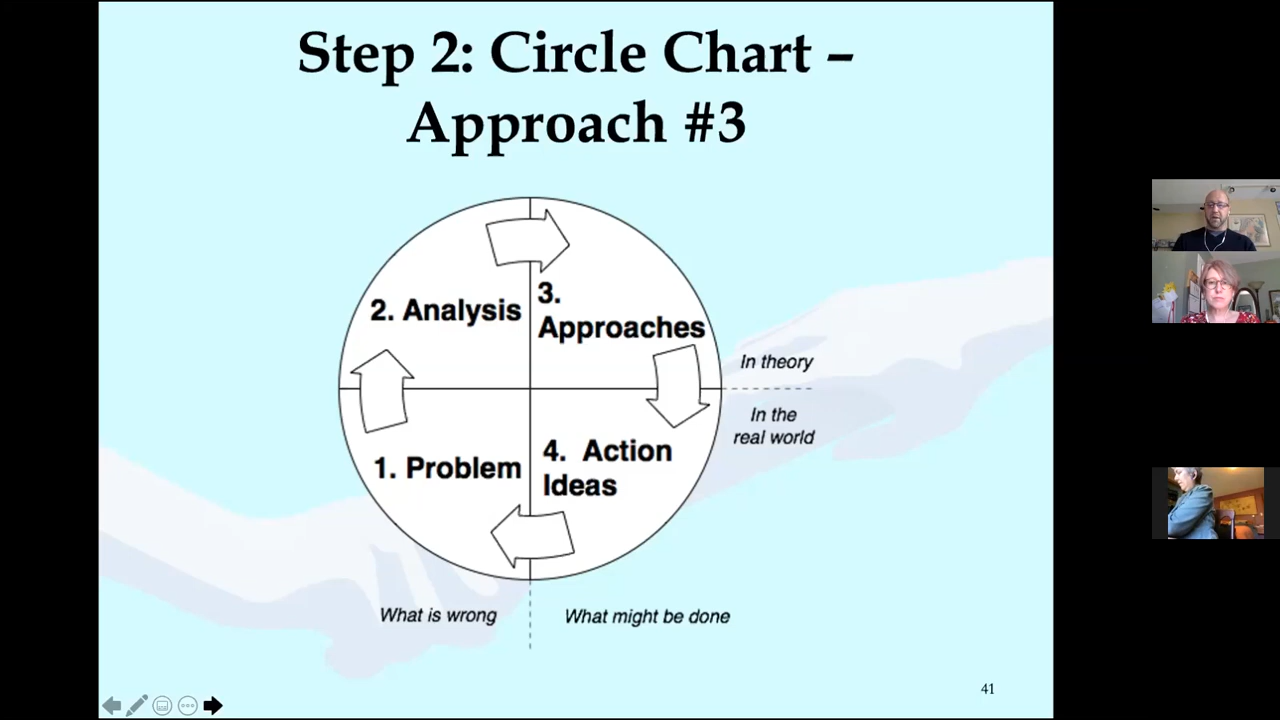 Step 2: Circle Chart –
Approach #3
2. Analysis
3.
Approaches
In theory
In the
real world
1. Problem
4. Action
Ideas
What is wrong
What might be done
41